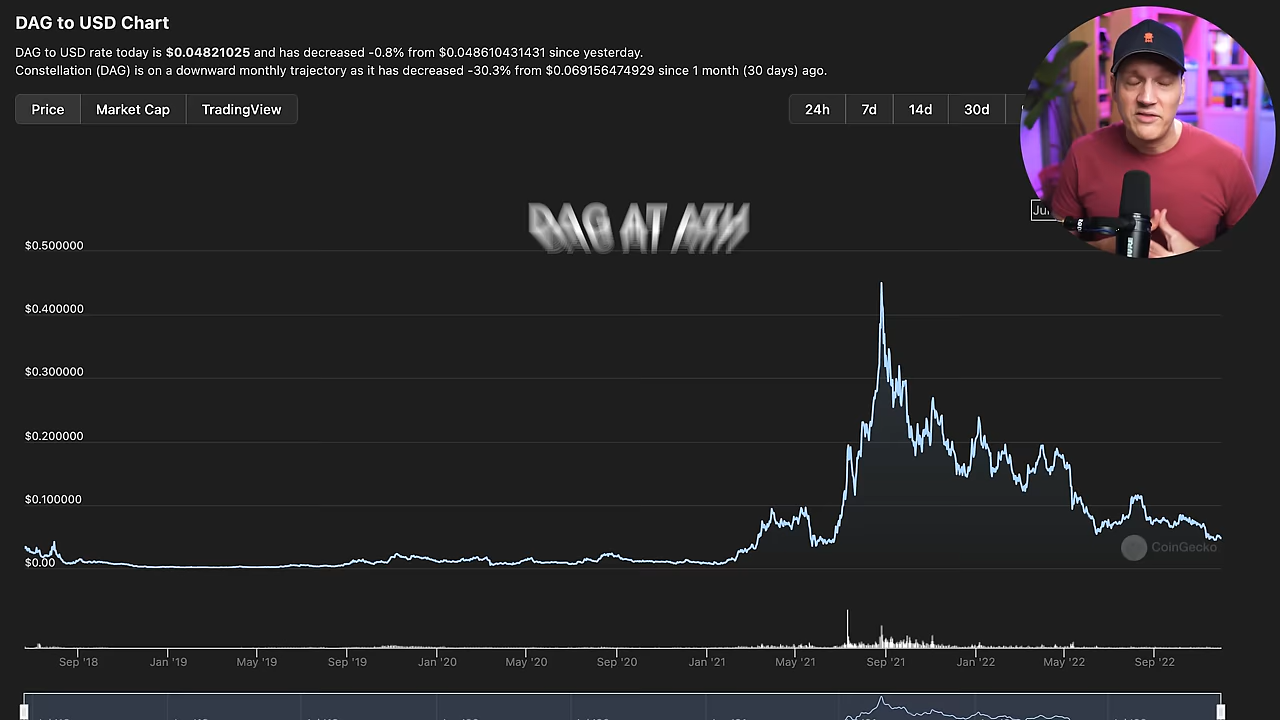 DAG to USD Chart
DAG to USD rate today is $0.04821025 and has decreased -0.8% from $0.048610431431 since yesterday.
Constellation (DAG) is on a downward monthly trajectory as it has decreased -30.3% from $0.069156474929 since 1 month (30 days) ago.
Price Market Cap TradingView 24h 7d 14d 30d
DAG AT ATH
$0.500000
$0.400000
$0.300000
$0.200000
$0.100000
$0.00
CoinGecko
Sep '18 Jan '19 May '19 Sep '19 Jan '20 May '20 Sep '20 Jan '21 May '21 Sep '21 Jan '22 May '22 Sep '22